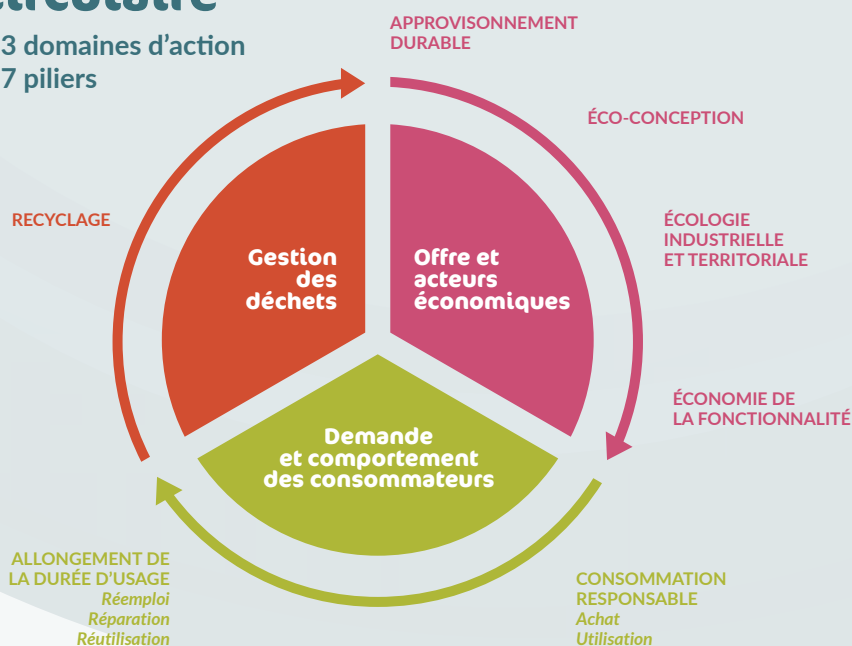 3 domaines d'action
7 piliers
APPROVISONNEMENT
DURABLE
ÉCO-CONCEPTION
RECYCLAGE
ÉCOLOGIE
INDUSTRIELLE
ET TERRITORIALE
Gestion
des
déchets
Offre et
acteurs
économiques
ÉCONOMIE DE
LA FONCTIONNALITÉ
Demande
et comportement
des consommateurs
ALLONGEMENT DE
LA DURÉE D'USAGE
Réemploi
Réparation
Réutilisation
CONSOMMATION
RESPONSABLE
Achat
Utilisation